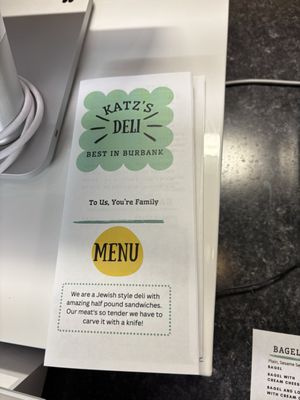 KATZ'S
DELI
BEST IN BURBANK
To Us, You're Family
MENU
We are a Jewish style deli with
amazing half pound sandwiches.
Our meat's so tender we have to
carve it with a knife!
BAGEL
Plain, Sesame
BAGEL
BAGEL WITH
CREAM CHEESE
BAGEL AND LO
WITH CREAM